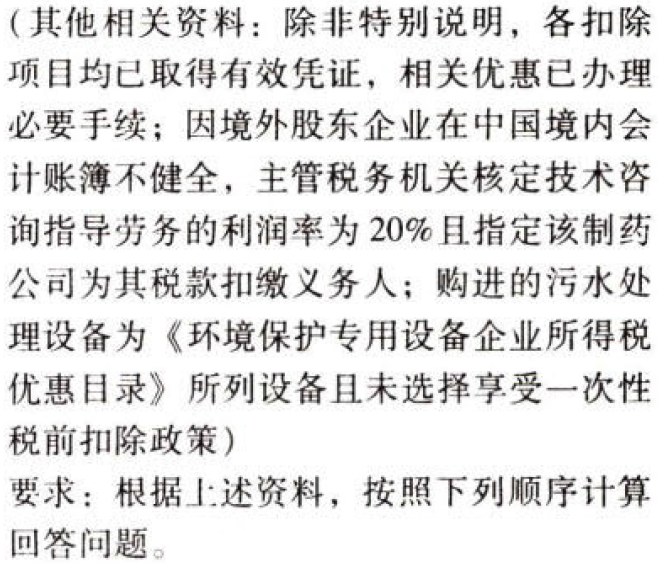 (其他相关资料：除非特别说明，各扣除
项目均已取得有效凭证，相关优惠已办理
必要手续；因境外股东企业在中国境内会
计账簿不健全，主管税务机关核定技术咨
询指导劳务的利润率为20%且指定该制药
公司为其税款扣缴义务人；购进的污水处
理设备为《环境保护专用设备企业所得税
优惠目录》所列设备且未选择享受一次性
税前扣除政策)
要求：根据上述资料，按照下列顺序计算
回答问题。